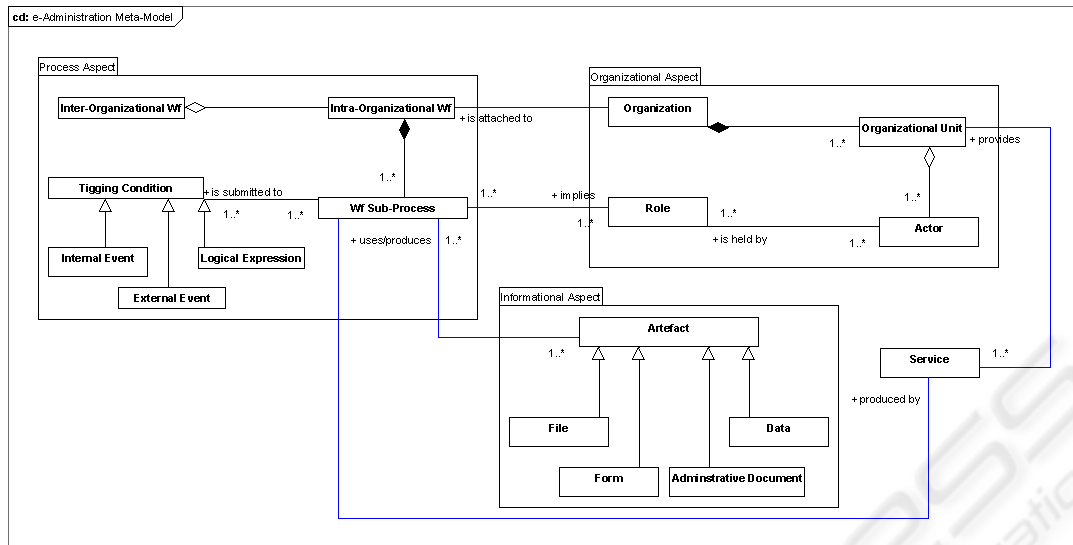 cd: e-Administration Meta-Model
Process Aspect
Organizational Aspect
Inter-Organizational Wf
Intra-Organizational Wf
+ is attached to
Organization
Organizational Unit
+ provides
1..*
1..*
Tigging Condition
+ is submitted to
1..*
1..*
1..*
+ implies
1..*
Wf Sub-Process
Role
1..*
1..*
+ is held by
1..*
Actor
+ uses/produces
1..*
Internal Event
Logical Expression
External Event
Informational Aspect
Artefact
1..*
Service
1..*
+ produced by
File
Data
Form
Adminstrative Document